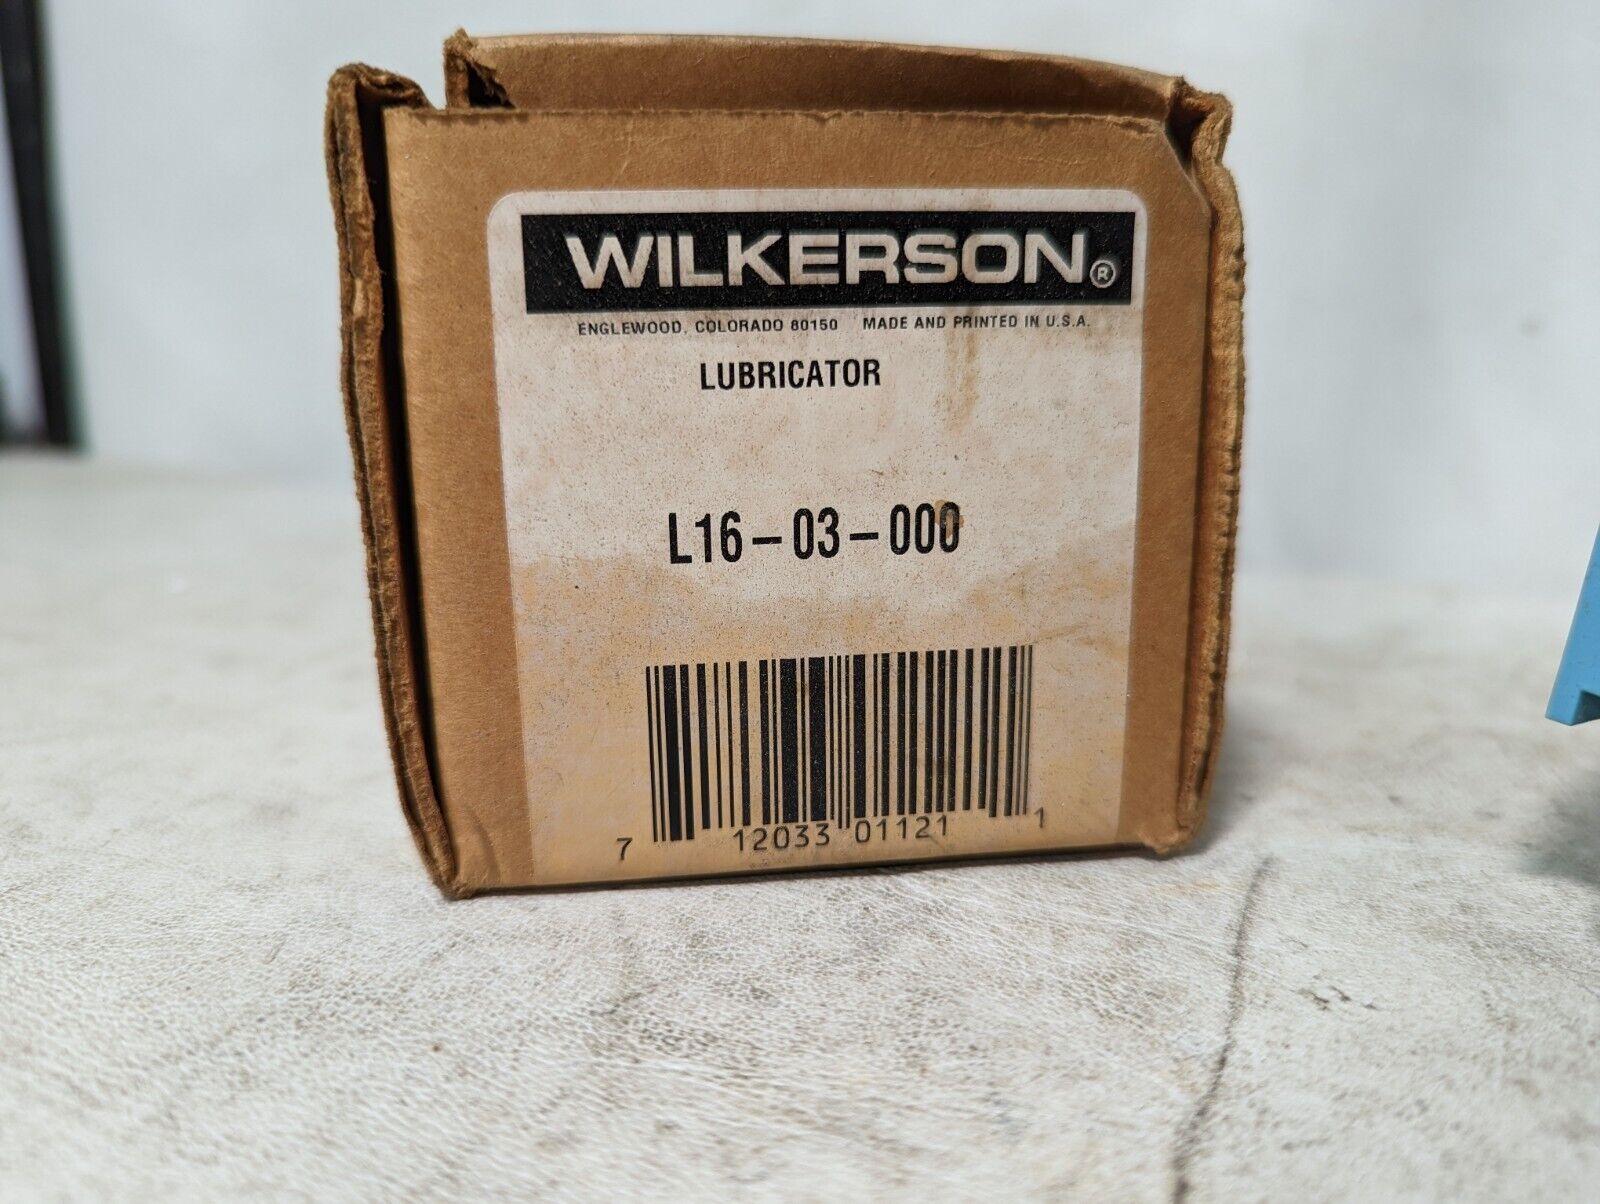 WILKERSON®
ENGLEWOOD, COLORADO 80150 MADE AND PRINTED IN U.S.A.
LUBRICATOR
L16-03-000
7 12033 01121 1